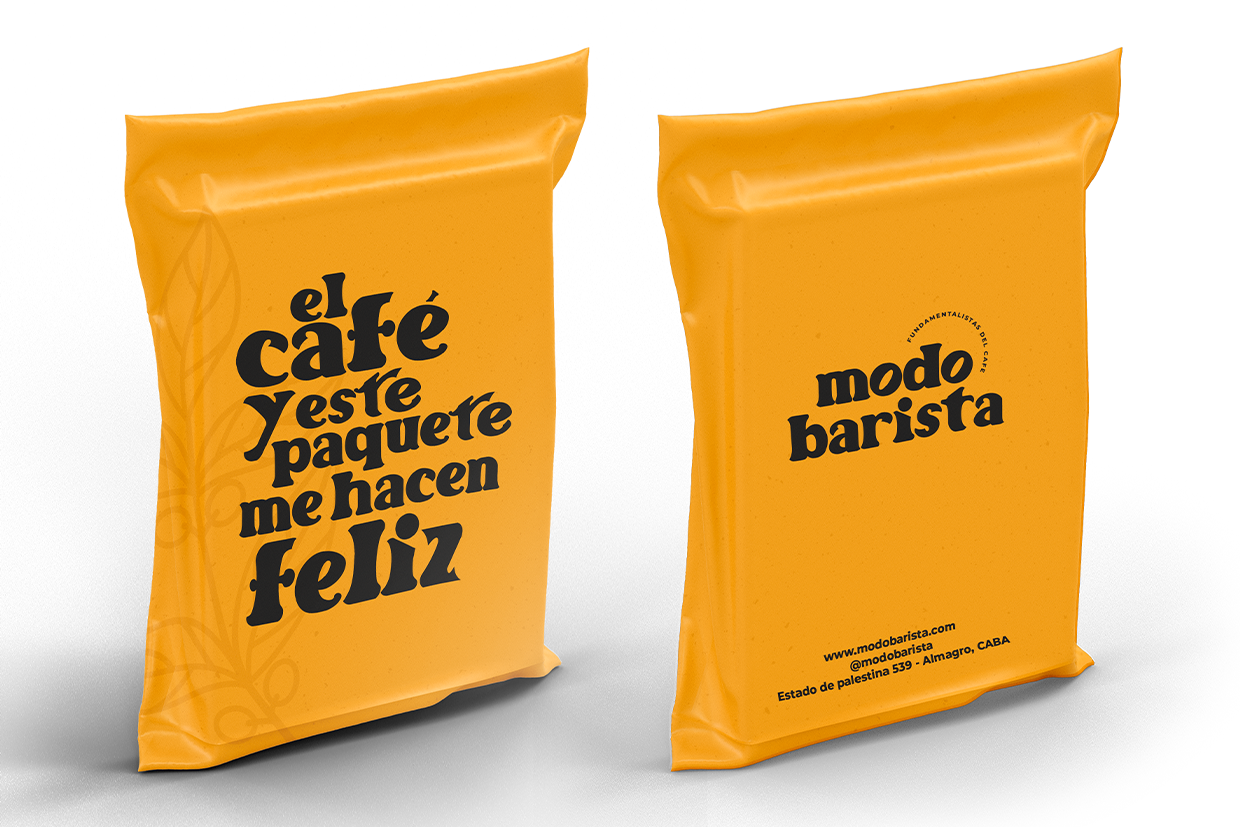 el
café
y este
paquete
me hacen
feliz
FUNDAMENTALISTAS DEL CAFÉ
modo
barista
www.modobarista.com
@modobarista
Estado de palestina 539 - Almagro, CABA